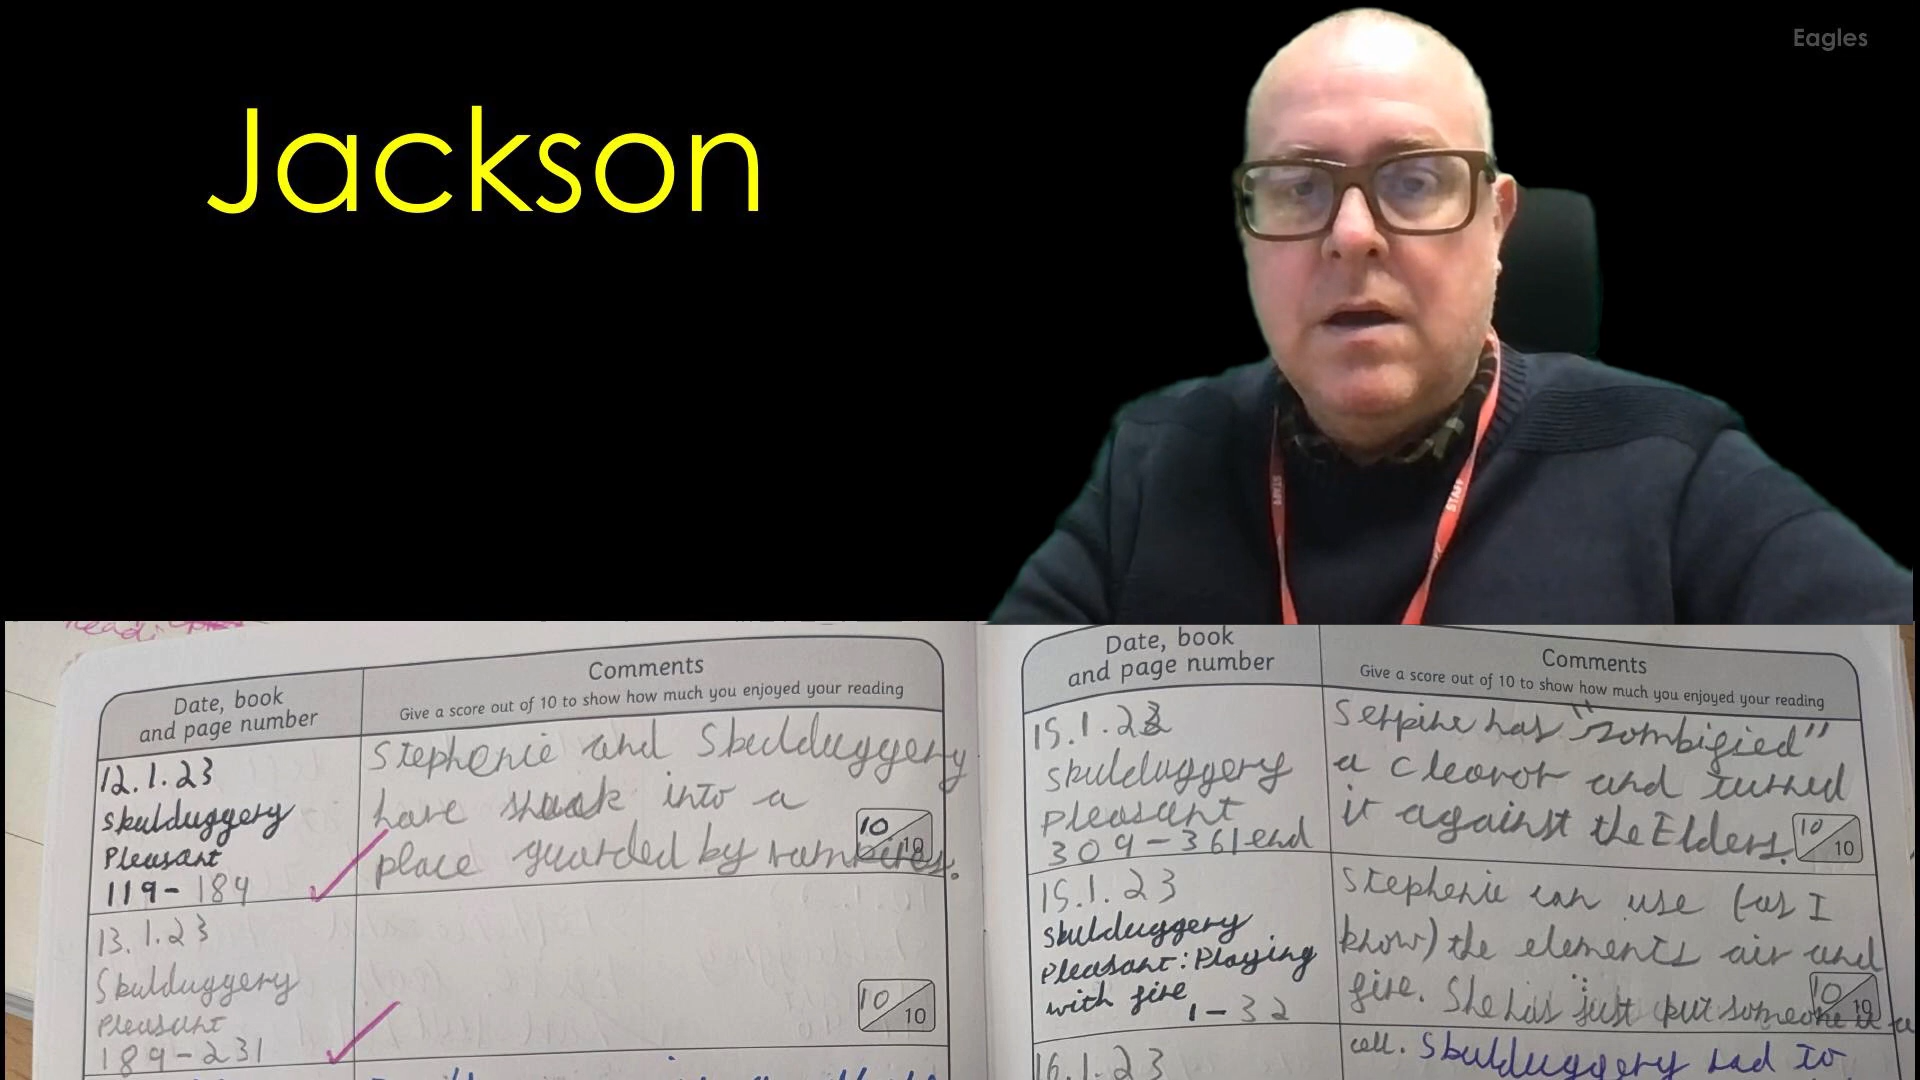 Eagles
Jackson
STAFF
STAFF
Date, book
and page number
Comments
Give a score out of 10 to show how much you enjoyed your reading
12.1.23
Skulduggery
Pleasant
119-184
Stephenie and Skulduggery
have snuck into a
place guarded by vampires.
10/10
13.1.23
Skulduggery
Pleasant
189-231
10/10
Date, book
and page number
Comments
Give a score out of 10 to show how much you enjoyed your reading
15.1.23
Skulduggery
pleasant
309-361 end
Serpine has "zombified"
a cleavor and turned
it against the Elders.
10/10
15.1.23
Skulduggery
Pleasant: Playing
with fire
1-32
Stephenie can use (as I
know) the elements air and
fire. She has just put someone in a
cell. Skulduggery had to
10/10
16.1.23